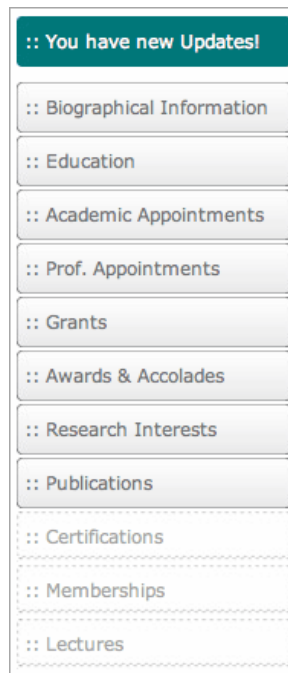 :: You have new Updates!
:: Biographical Information
:: Education
:: Academic Appointments
:: Prof. Appointments
:: Grants
:: Awards & Accolades
:: Research Interests
:: Publications
:: Certifications
:: Memberships
:: Lectures